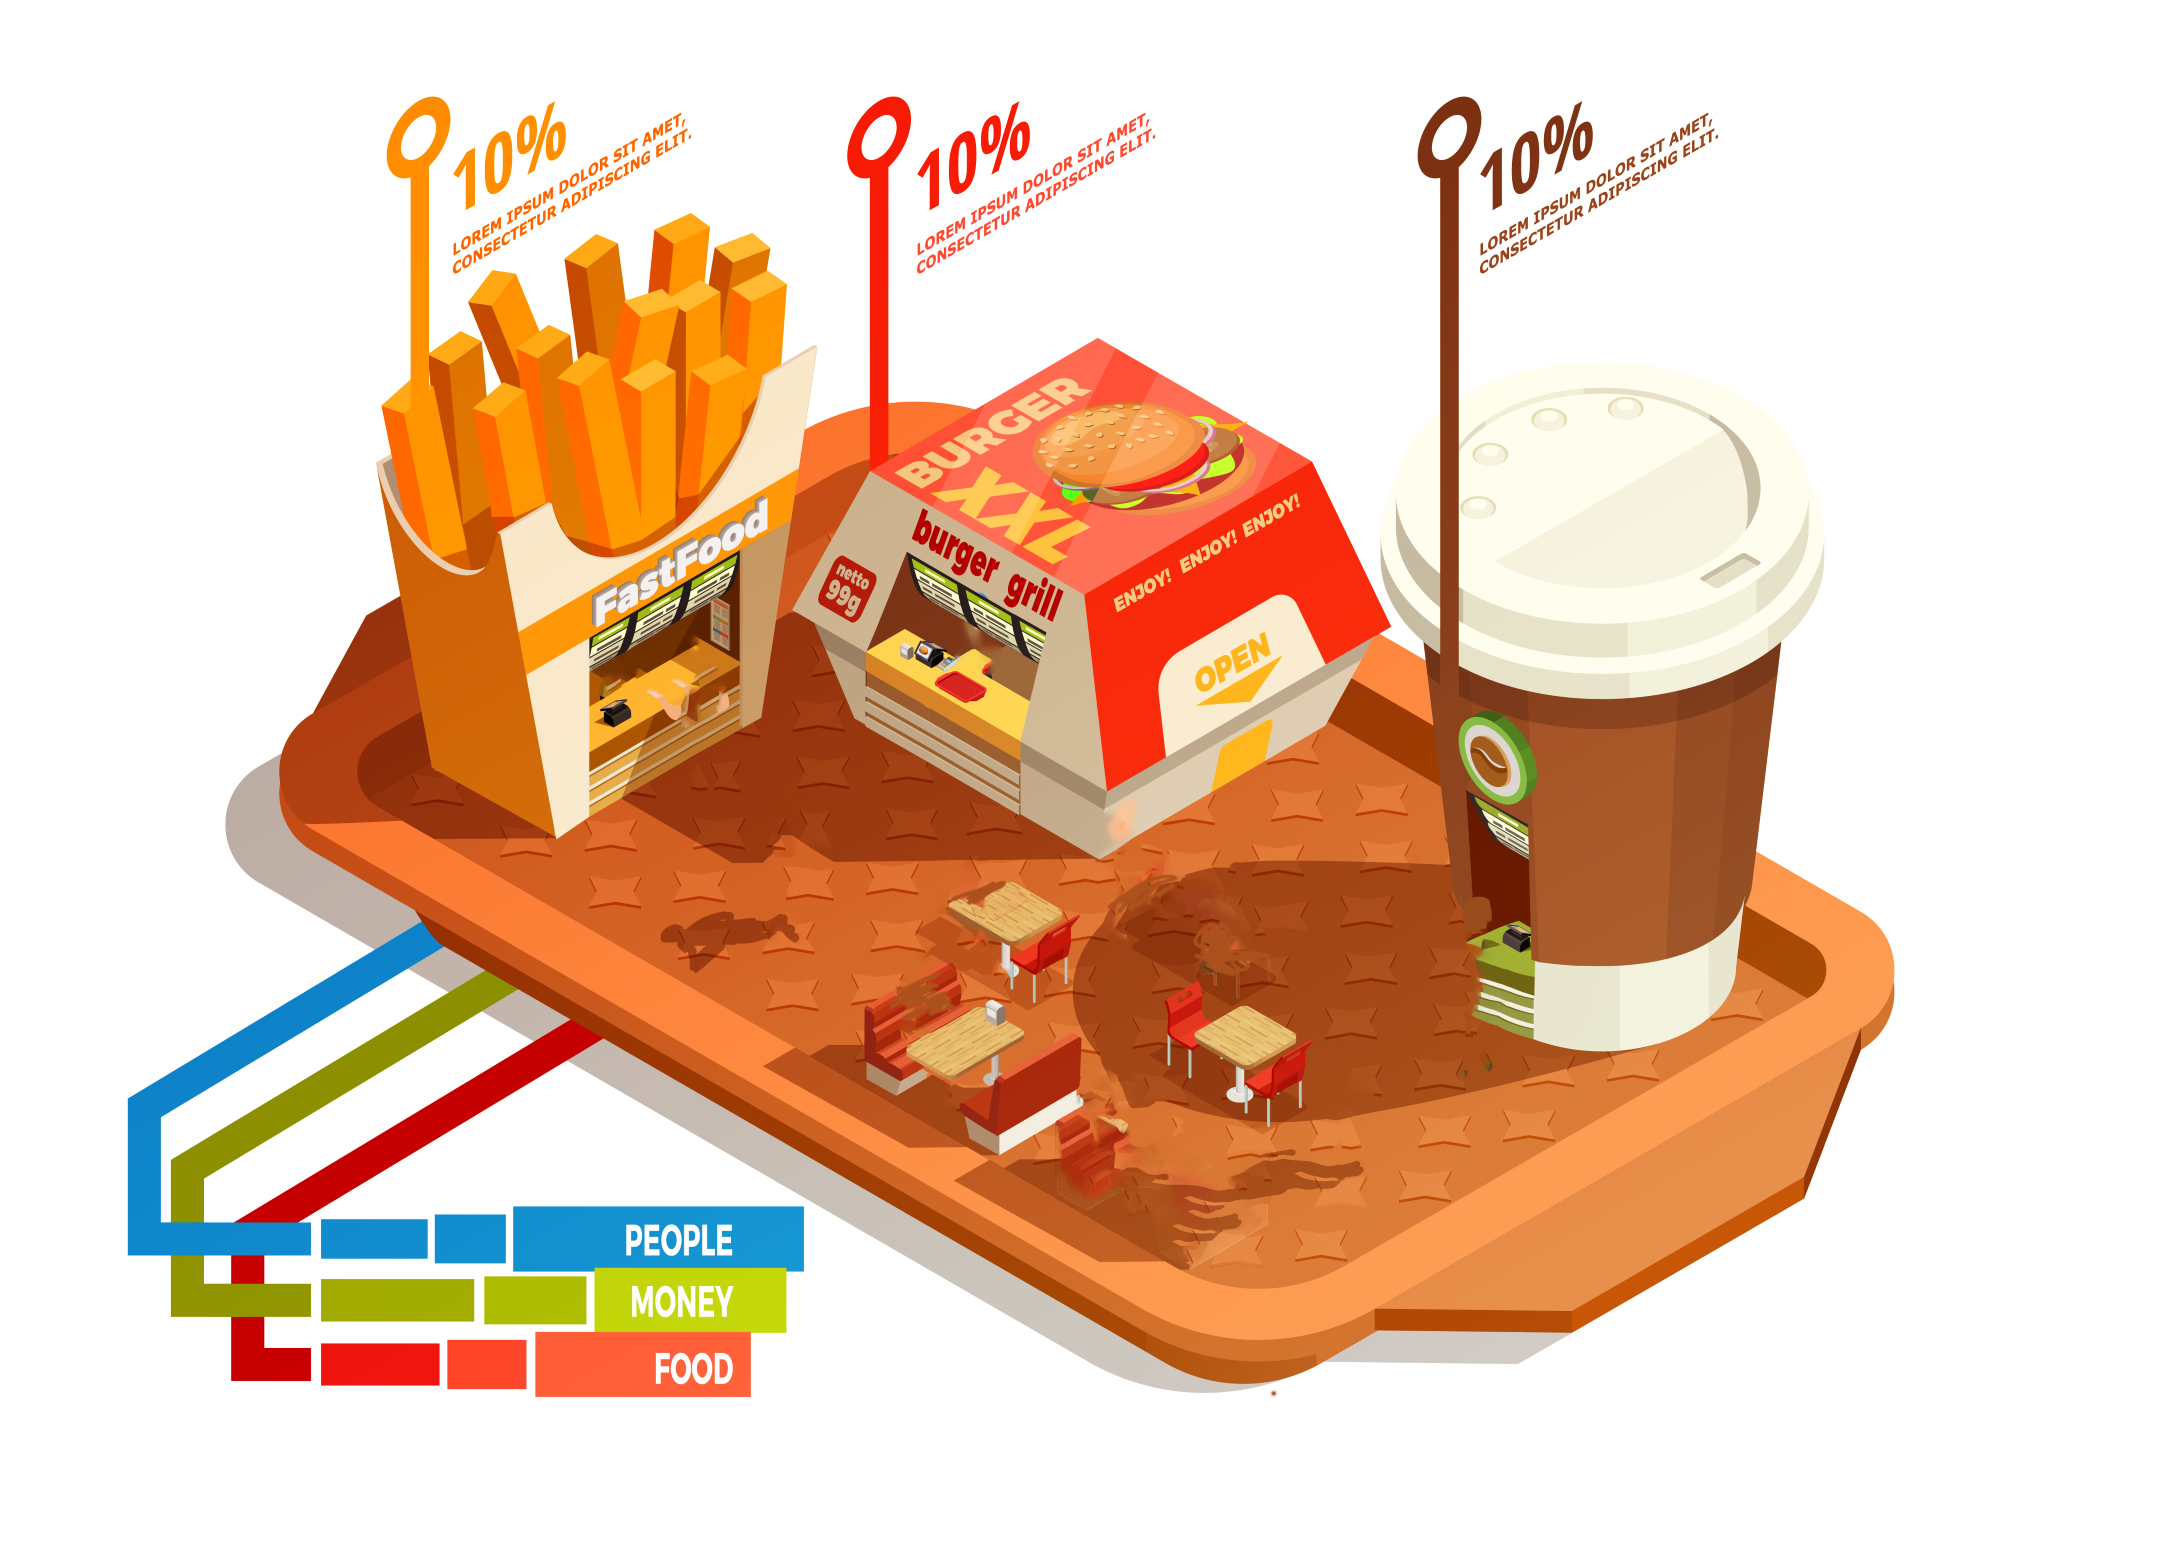 10%
LOREM IPSUM DOLOR SIT AMET,
CONSECTETUR ADIPISCING ELIT.
10%
LOREM IPSUM DOLOR SIT AMET,
CONSECTETUR ADIPISCING ELIT.
10%
LOREM IPSUM DOLOR SIT AMET,
CONSECTETUR ADIPISCING ELIT.
FastFood
BURGER
XXL
burger grill
netto
99g
ENJOY! ENJOY! ENJOY!
OPEN
PEOPLE
MONEY
FOOD